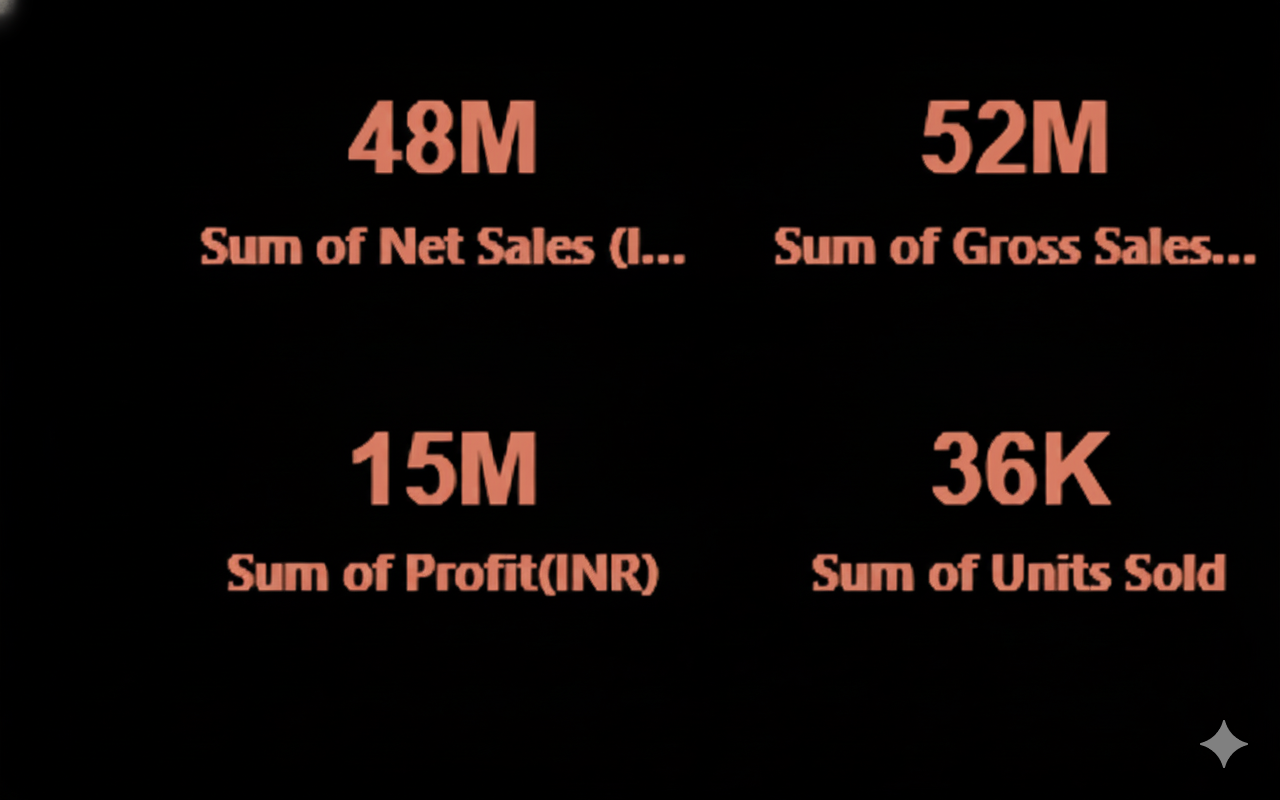 48M
52M
Sum of Net Sales (I...
Sum of Gross Sales...
15M
36K
Sum of Profit(INR)
Sum of Units Sold